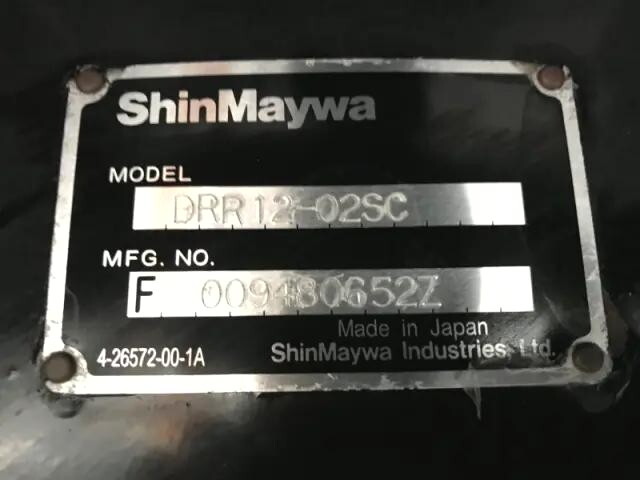 ShinMaywa
MODEL
DRR12-02SC
MFG. NO.
F 009480652Z
Made in Japan
4-26572-00-1A ShinMaywa Industries, Ltd.